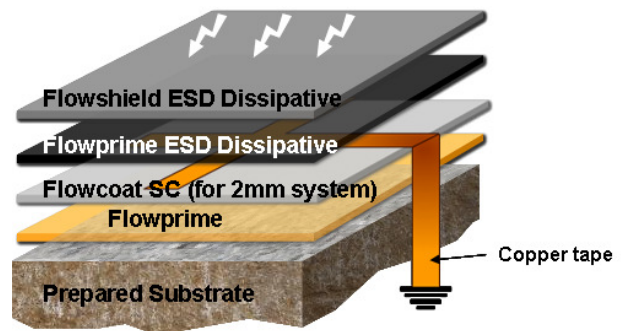 Flowshield ESD Dissipative
Flowprime ESD Dissipative
Flowcoat SC (for 2mm system)
Flowprime
Copper tape
Prepared Substrate